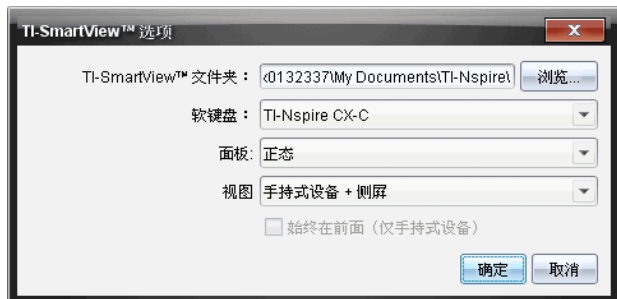 TI-SmartView™ 选项
TI-SmartView™ 文件夹： 0132337\My Documents\TI-Nspire\ 浏览...
软键盘： TI-Nspire CX-C
面板: 正态
视图 手持式设备 + 侧屏
始终在前面（仅手持式设备）
确定 取消